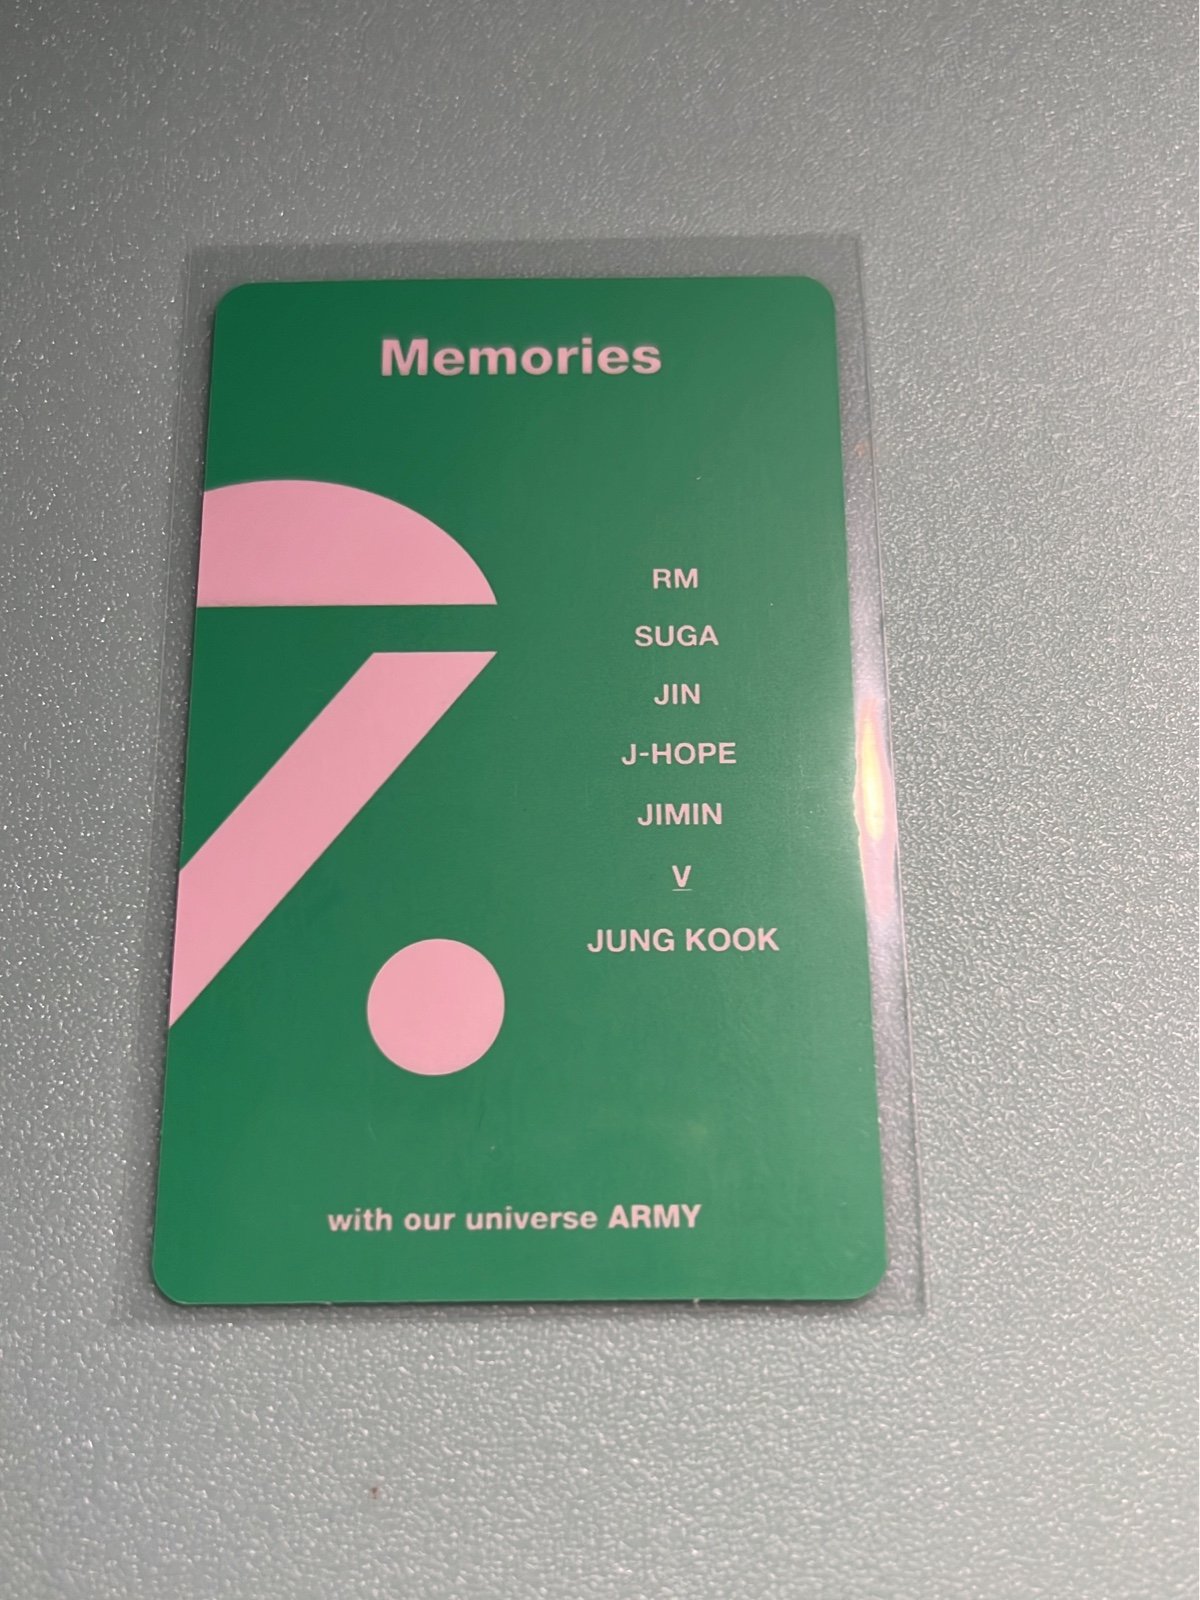 Memories
RM
SUGA
JIN
J-HOPE
JIMIN
V
JUNG KOOK
with our universe ARMY